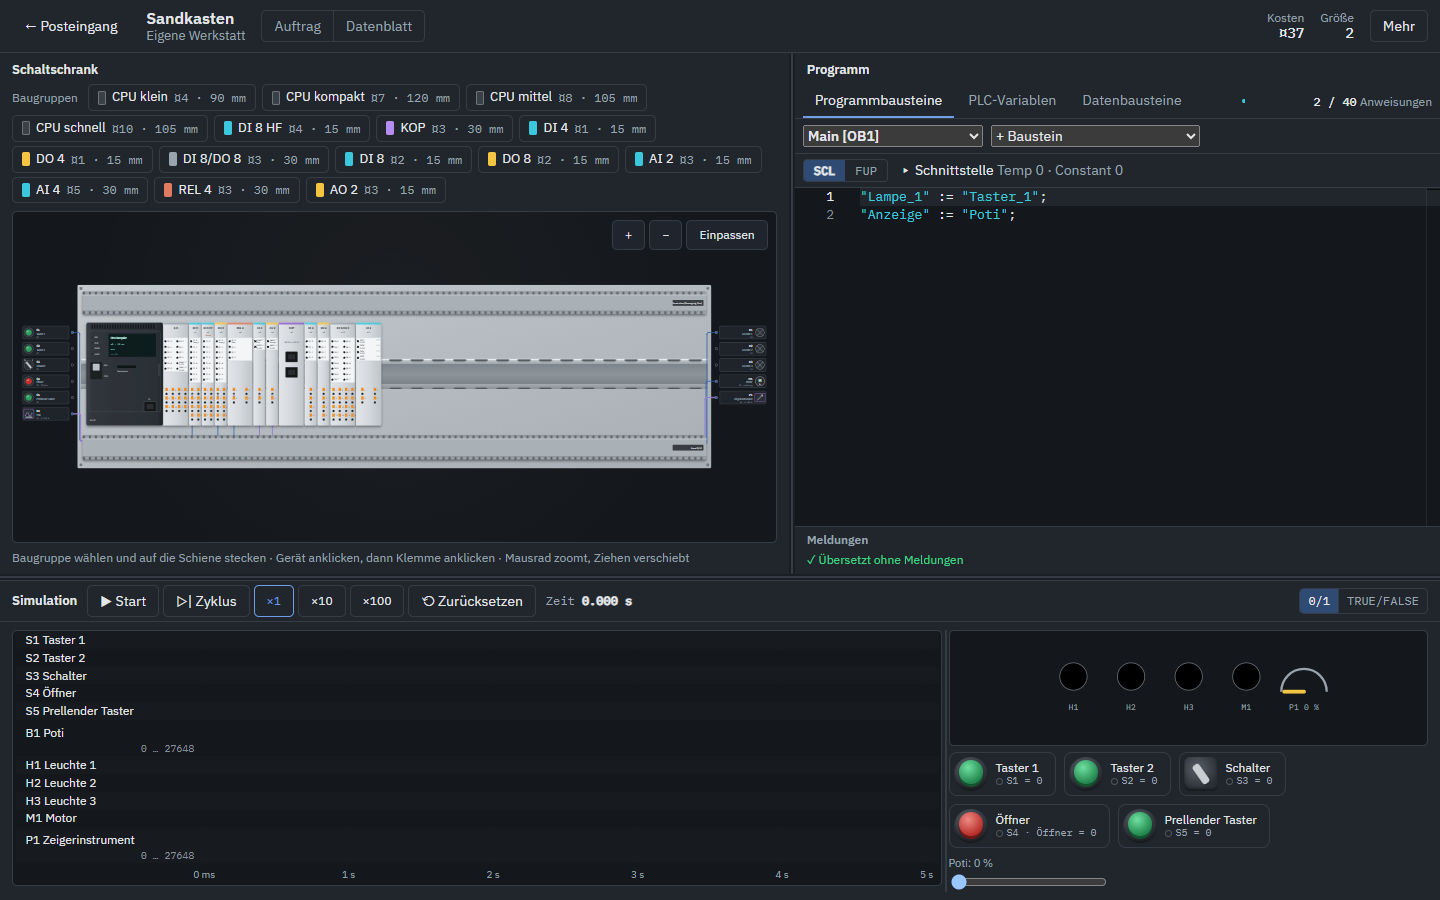 ← Posteingang
Sandkasten
Eigene Werkstatt
Auftrag
Datenblatt
Kosten
¤37
Größe
2
Mehr
Schaltschrank
Baugruppen
CPU klein ¤4 · 90 mm
CPU kompakt ¤7 · 120 mm
CPU mittel ¤8 · 105 mm
CPU schnell ¤10 · 105 mm
DI 8 HF ¤4 · 15 mm
KOP ¤3 · 30 mm
DI 4 ¤1 · 15 mm
DO 4 ¤1 · 15 mm
DI 8/DO 8 ¤3 · 30 mm
DI 8 ¤2 · 15 mm
DO 8 ¤2 · 15 mm
AI 2 ¤3 · 15 mm
AI 4 ¤5 · 30 mm
REL 4 ¤3 · 30 mm
AO 2 ¤3 · 15 mm
+
−
Einpassen
Baugruppe wählen und auf die Schiene stecken · Gerät anklicken, dann Klemme anklicken · Mausrad zoomt, Ziehen verschiebt
Programm
Programmbausteine
PLC-Variablen
Datenbausteine
2 / 40 Anweisungen
Main [OB1]
+ Baustein
SCL
FUP
Schnittstelle Temp 0 · Constant 0
1 "Lampe_1" := "Taster_1";
2 "Anzeige" := "Poti";
Meldungen
✓ Übersetzt ohne Meldungen
Simulation
Start
Zyklus
×1
×10
×100
Zurücksetzen
Zeit 0.000 s
0/1
TRUE/FALSE
S1 Taster 1
S2 Taster 2
S3 Schalter
S4 Öffner
S5 Prellender Taster
B1 Poti
0 … 27648
H1 Leuchte 1
H2 Leuchte 2
H3 Leuchte 3
M1 Motor
P1 Zeigerinstrument
0 … 27648
0 ms
1 s
2 s
3 s
4 s
5 s
H1
H2
H3
M1
P1 0 %
Taster 1
S1 = 0
Taster 2
S2 = 0
Schalter
S3 = 0
Öffner
S4 · Öffner = 0
Prellender Taster
S5 = 0
Poti: 0 %